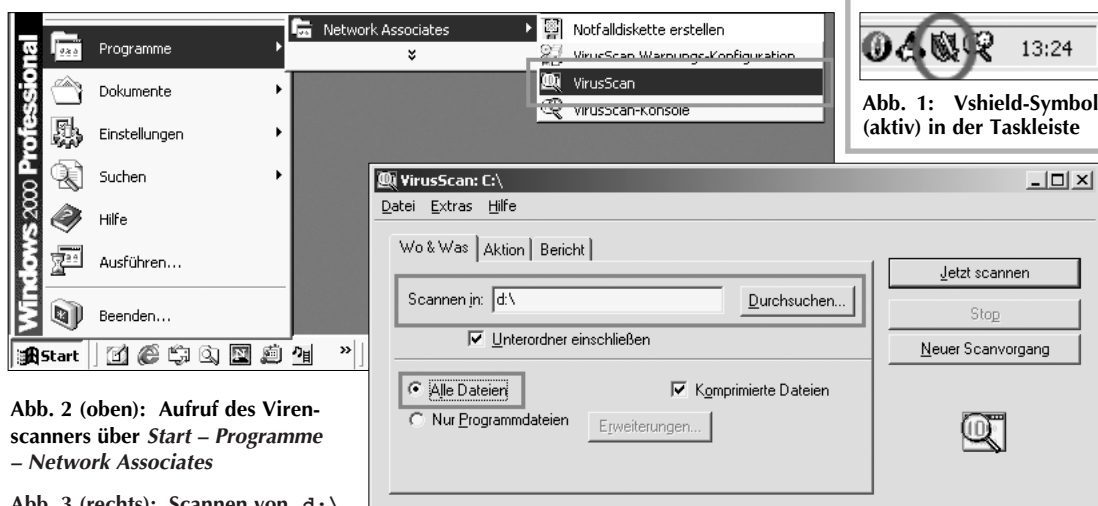 Windows 2000 Professional
Programme
Dokumente
Einstellungen
Suchen
Hilfe
Ausführen...
Beenden...
Start
»
Network Associates
Notfalldiskette erstellen
VirusScan Warnungs-Konfiguration
VirusScan
VirusScan-Konsole
13:24
Abb. 1: Vshield-Symbol
(aktiv) in der Taskleiste
VirusScan: C:\
Datei Extras Hilfe
Wo & Was Aktion Bericht
Scannen in: d:\ Durchsuchen...
Unterordner einschließen
Alle Dateien Komprimierte Dateien
Nur Programmdateien Erweiterungen...
Jetzt scannen
Stop
Neuer Scanvorgang
Abb. 2 (oben): Aufruf des Viren-
scanners über Start – Programme
– Network Associates
Abb. 3 (rechts): Scannen von d:\